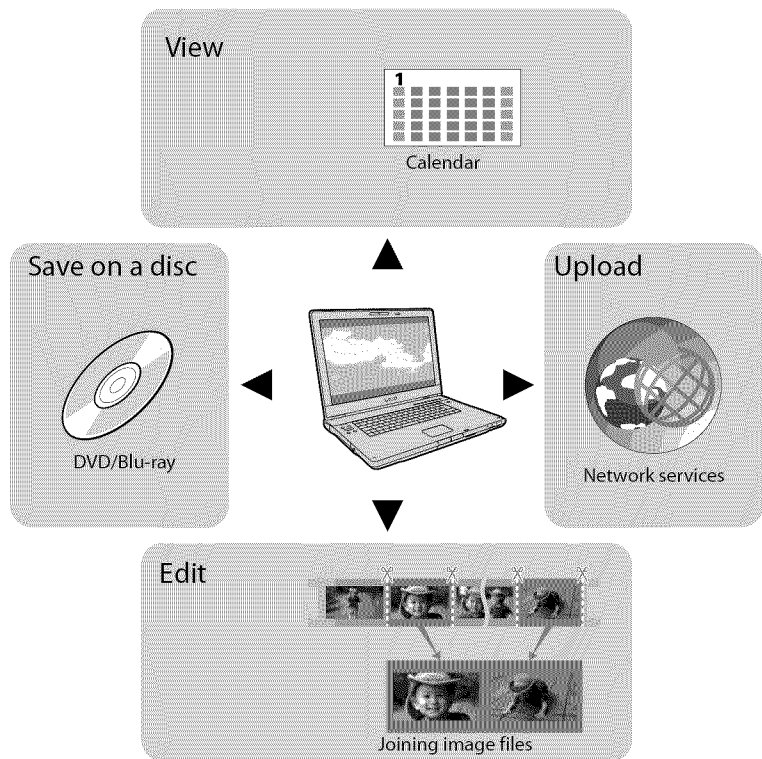 View
1
Calendar
Save on a disc
DVD/Blu-ray
Upload
Network services
Edit
Joining image files